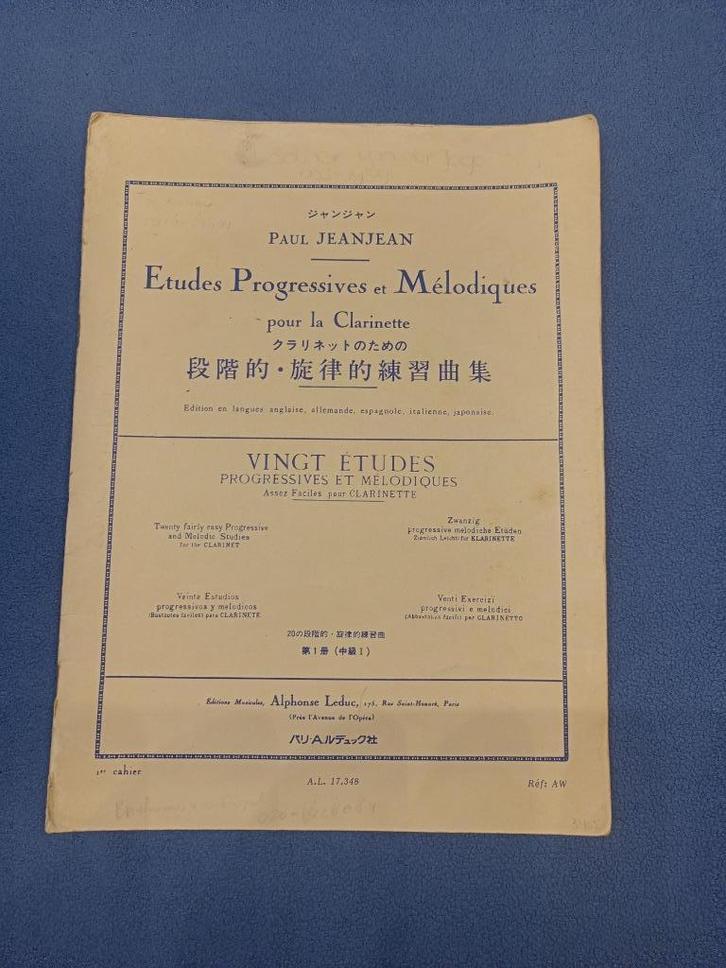 ジャンジャン
PAUL JEANJEAN
Etudes Progressives et Mélodiques
pour la Clarinette
クラリネットのための
段階的・旋律的練習曲集
Edition en langues anglaise, allemande, espagnole, italienne, japonaise.
VINGT ÉTUDES
PROGRESSIVES ET MÉLODIQUES
Assez Faciles pour CLARINETTE
Twenty fairly easy Progressive
and Melodic Studies
for the CLARINET
Zwanzig
progressive melodiche Etüden
Ziemlich Leicht für KLARINETTE
Veinte Estudios
progresivos y melodicos
(Bastantes faciles) para CLARINETE
Venti Exercizi
progressivi e melodici
(Abbastanza facili) per CLARINETTO
20の段階的・旋律的練習曲
第1册 (中級1)
Editions Musicales, Alphonse Leduc, 175, Rue Saint-Honoré, Paris
(Près l'Avenue de l'Opéra)
パリ・A.ルデュック社
1er cahier
A.L. 17,348
Réf: AW